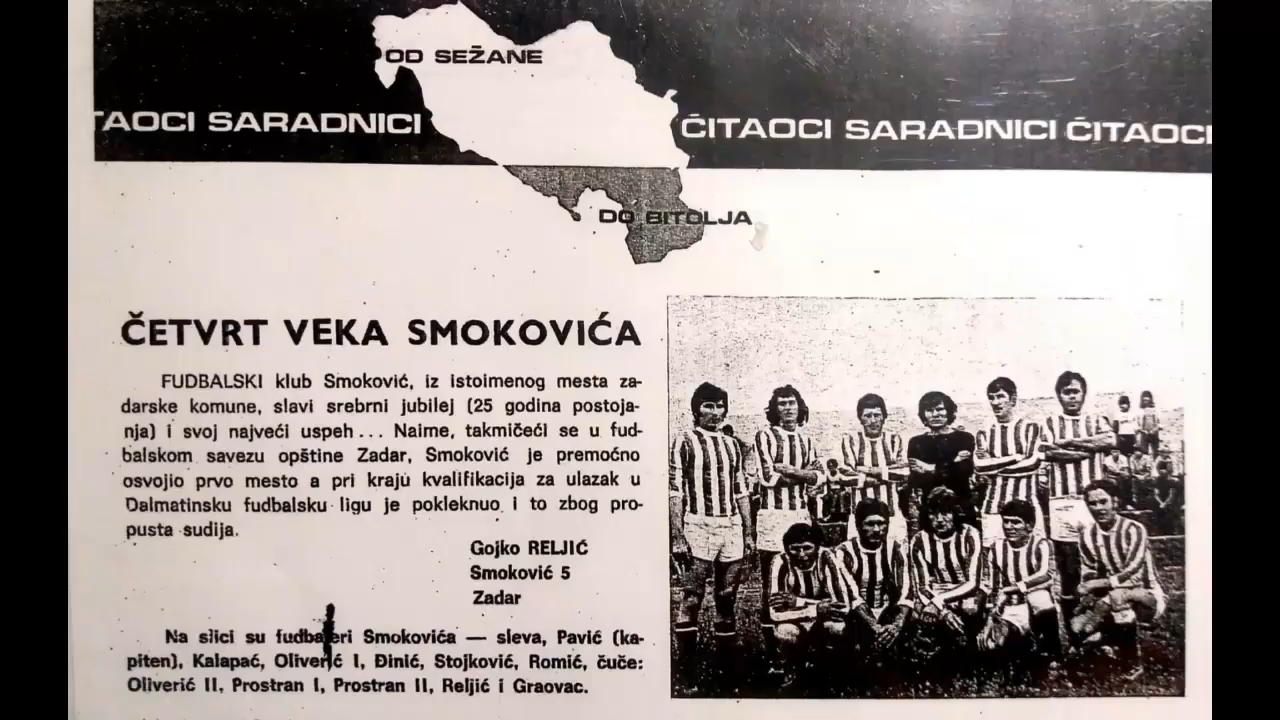 OD SEŽANE
TAOCI SARADNICI
ČITAOCI SARADNICI ČITAOCI
DO BITOLJA
ČETVRT VEKA SMOKOVIĆA
FUDBALSKI klub Smoković, iz istoimenog mesta za-
darske komune, slavi srebrni jubilej (25 godina postoja-
nja) i svoj najveći uspeh ... Naime, takmičeći se u fud-
balskom savezu opštine Zadar, Smoković je premoćno
osvojio prvo mesto a pri kraju kvalifikacija za ulazak u
Dalmatinsku fudbalsku ligu je pokleknuo i to zbog pro-
pusta sudija.
Gojko RELJIĆ
Smoković 5
Zadar
Na slici su fudbaleri Smokovića — sleva, Pavić (ka-
piten), Kalapać, Oliverić I, Đinić, Stojković, Romić, čuče:
Oliverić II, Prostran I, Prostran II, Reljić i Graovac.